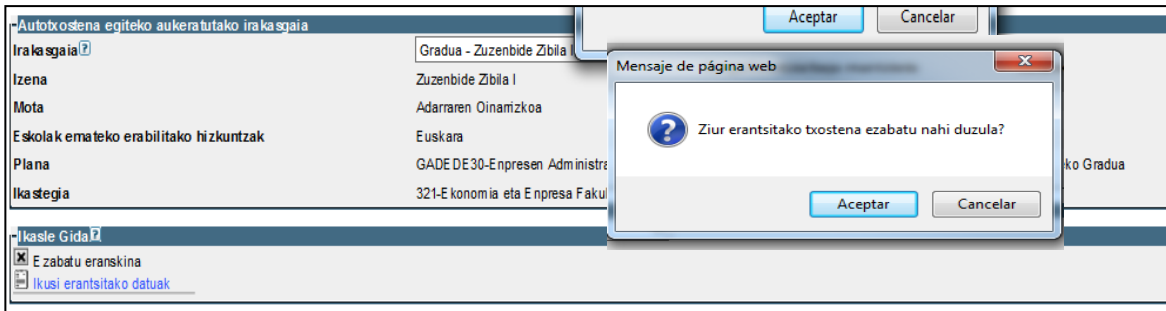 Autotxostena egiteko aukeratutako irakasgaia
Aceptar Cancelar
Irakasgaia? Gradua - Zuzenbide Zibila I
Mensaje de página web
Izena Zuzenbide Zibila I
Mota Adarraren Oinarrizkoa
Ziur erantsitako txostena ezabatu nahi duzula?
Eskolak emateko erabilitako hizkuntzak Euskara
Plana GADEDE30-Enpresen Administra ko Gradua
Ikastegia 321-Ekonomia eta Enpresa Fakul
Aceptar Cancelar
Ikasle Gida?
Ezabatu eranskina
Ikusi erantsitako datuak